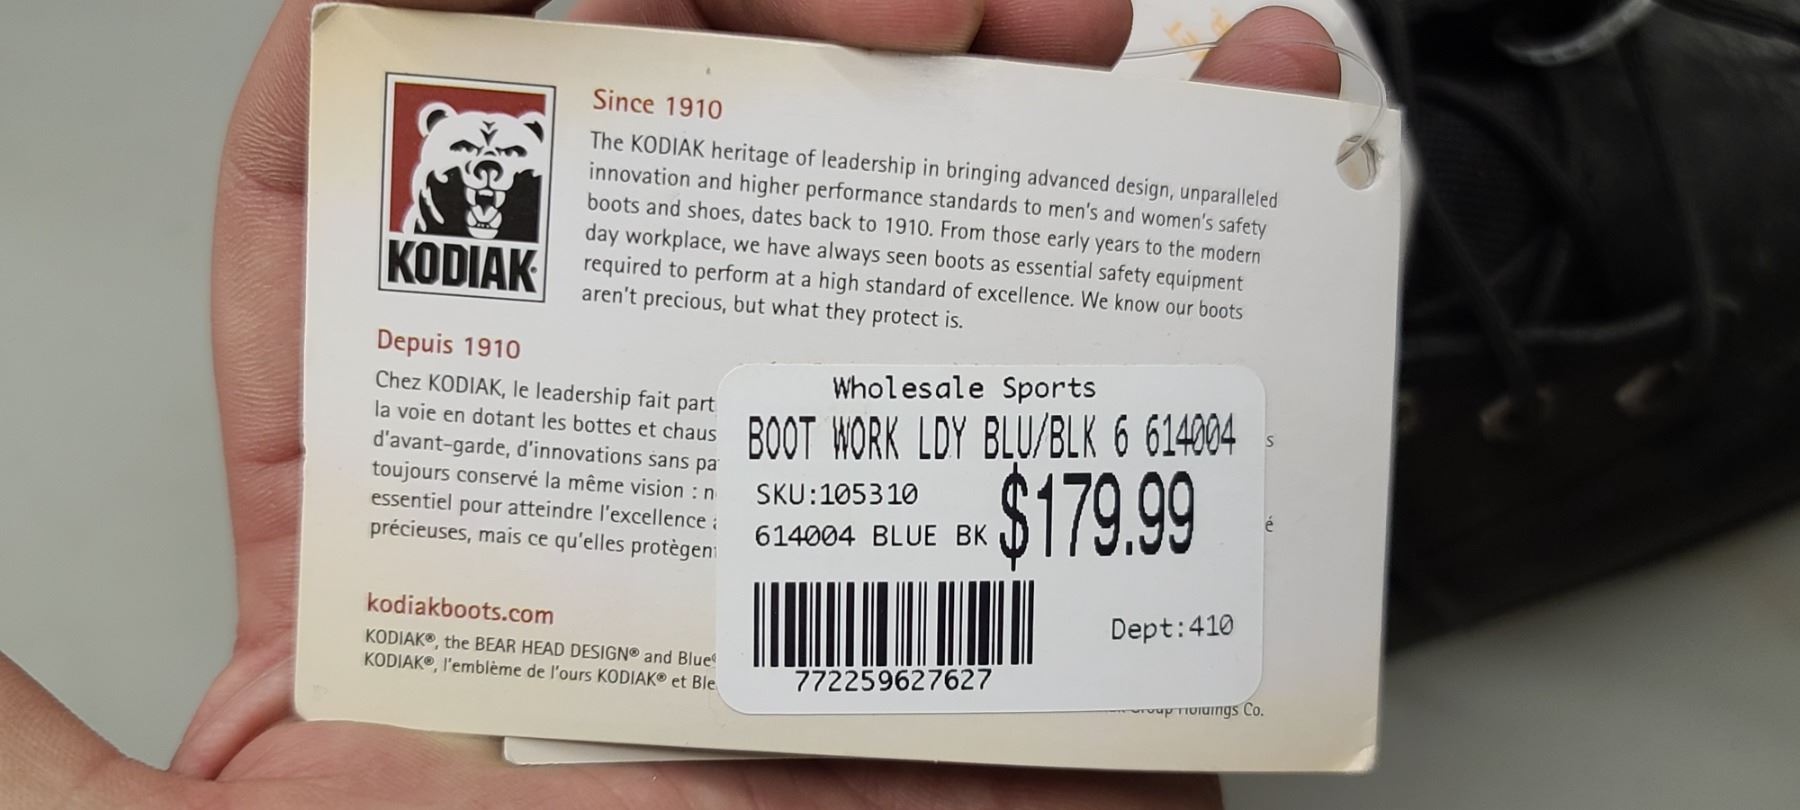 KODIAK
Since 1910
The KODIAK heritage of leadership in bringing advanced design, unparalleled
innovation and higher performance standards to men's and women's safety
boots and shoes, dates back to 1910. From those early years to the modern
day workplace, we have always seen boots as essential safety equipment
required to perform at a high standard of excellence. We know our boots
aren't precious, but what they protect is.
Depuis 1910
Chez KODIAK, le leadership fait part
la voie en dotant les bottes et chaus
d'avant-garde, d'innovations sans pa
toujours conservé la même vision : n
essentiel pour atteindre l'excellence
précieuses, mais ce qu'elles protègen
kodiakboots.com
KODIAK®, the BEAR HEAD DESIGN® and Blue
KODIAK®, l'emblème de l'ours KODIAK® et Ble
Holdings Co.
Wholesale Sports
BOOT WORK LDY BLU/BLK 6 614004
SKU:105310
$179.99
614004 BLUE BK
Dept:410
772259627627